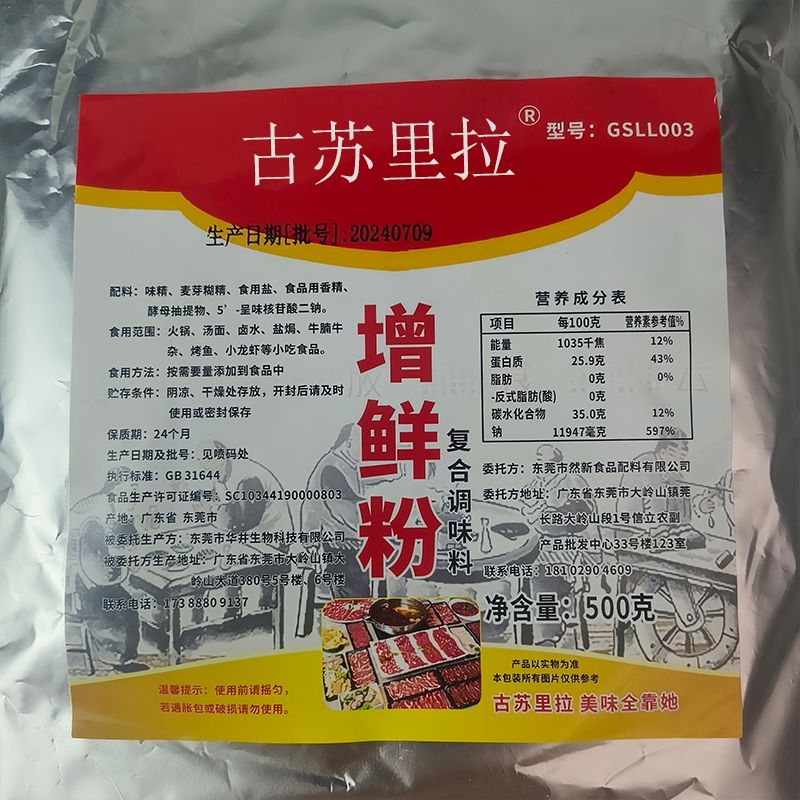 古苏里拉® 型号：GSLL003
生产日期[批号]:20240709
配料：味精、麦芽糊精、食用盐、食品用香精、
酵母抽提物、5’-呈味核苷酸二钠。
食用范围：火锅、汤面、卤水、盐焗、牛腩牛
杂、烤鱼、小龙虾等小吃食品。
食用方法：按需要量添加到食品中
贮存条件：阴凉、干燥处存放，开封后请及时
使用或密封保存
保质期：24个月
生产日期及批号：见喷码处
执行标准：GB 31644
食品生产许可证编号：SC10344190000803
产地：广东省 东莞市
被委托生产方：东莞市华井生物科技有限公司
被委托方生产地址：广东省东莞市大岭山镇大
岭山大道380号5号楼、6号楼
联系电话：173 8880 9137
温馨提示：使用前请摇匀，
若遇胀包或破损请勿使用。
增鲜粉
复合调味料
营养成分表
项目 每100克 营养素参考值%
能量 1035千焦 12%
蛋白质 25.9克 43%
脂肪 0克 0%
-反式脂肪(酸) 0克
碳水化合物 35.0克 12%
钠 11947毫克 597%
委托方：东莞市然新食品配料有限公司
委托方地址：广东省东莞市大岭山镇莞
长路大岭山段1号信立农副
产品批发中心33号楼123室
联系电话：181 0290 4609
净含量：500克
产品以实物为准
本包装所有图片仅供参考
古苏里拉 美味全靠她